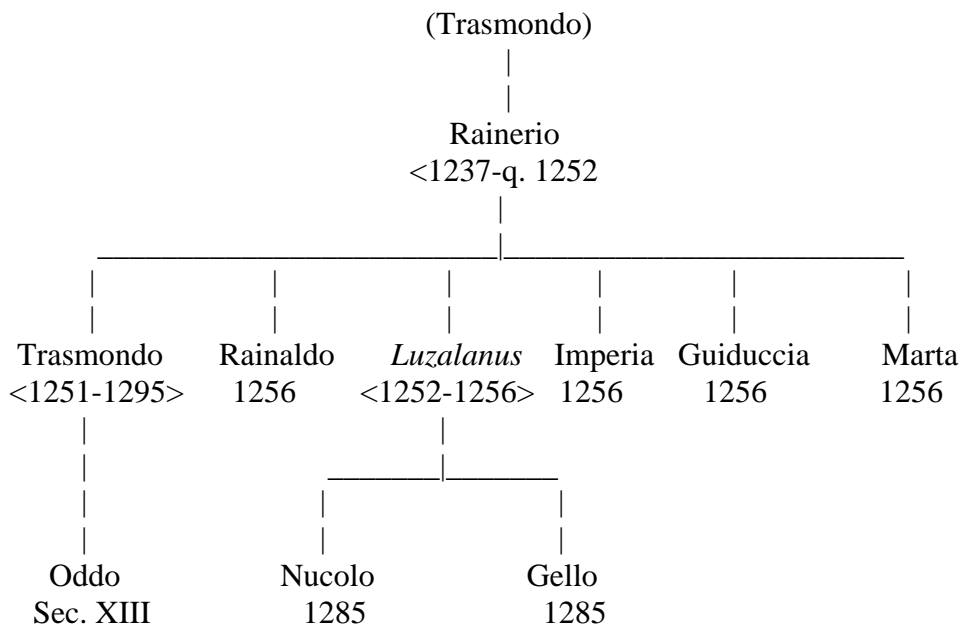 (Trasmondo)
Rainerio
<1237-q. 1252
Trasmondo Rainaldo Luzalanus Imperia Guiduccia Marta
<1251-1295> 1256 <1252-1256> 1256 1256 1256
Oddo Nucolo Gello
Sec. XIII 1285 1285